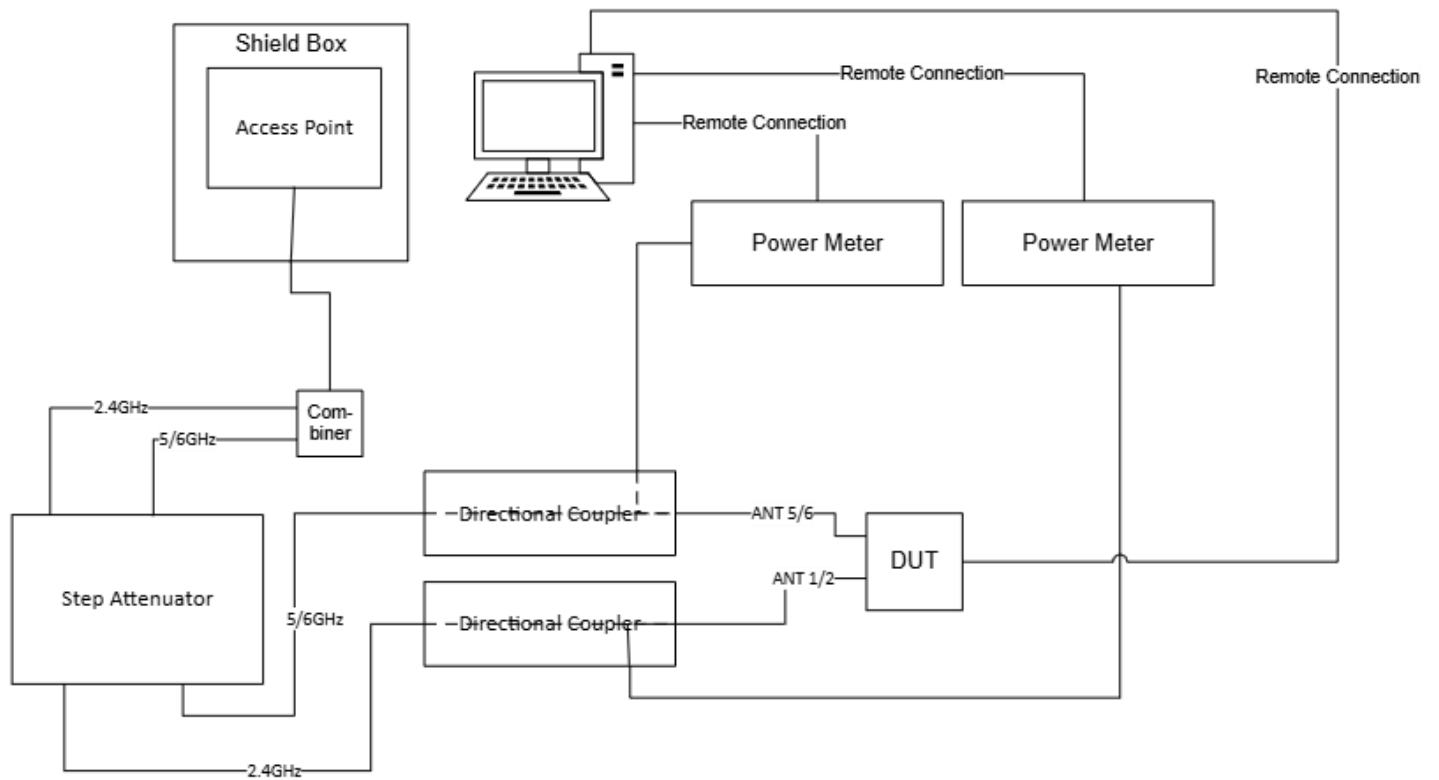 Shield Box
Access Point
Remote Connection
Remote Connection
Remote Connection
Power Meter
Power Meter
2.4GHz
5/6GHz
Com-
biner
Directional Coupler
ANT 5/6
DUT
ANT 1/2
Step Attenuator
5/6GHz
Directional Coupler
2.4GHz